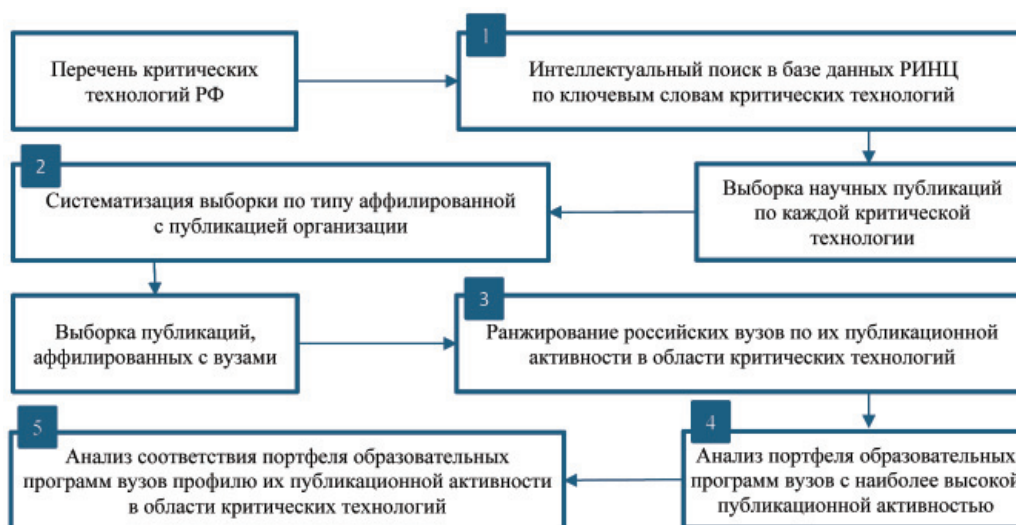 Перечень критических
технологий РФ
1
Интеллектуальный поиск в базе данных РИНЦ
по ключевым словам критических технологий
Выборка научных публикаций
по каждой критической
технологии
2
Систематизация выборки по типу аффилированной
с публикацией организации
Выборка публикаций,
аффилированных с вузами
3
Ранжирование российских вузов по их публикационной
активности в области критических технологий
4
Анализ портфеля образовательных
программ вузов с наиболее высокой
публикационной активностью
5
Анализ соответствия портфеля образовательных
программ вузов профилю их публикационной активности
в области критических технологий